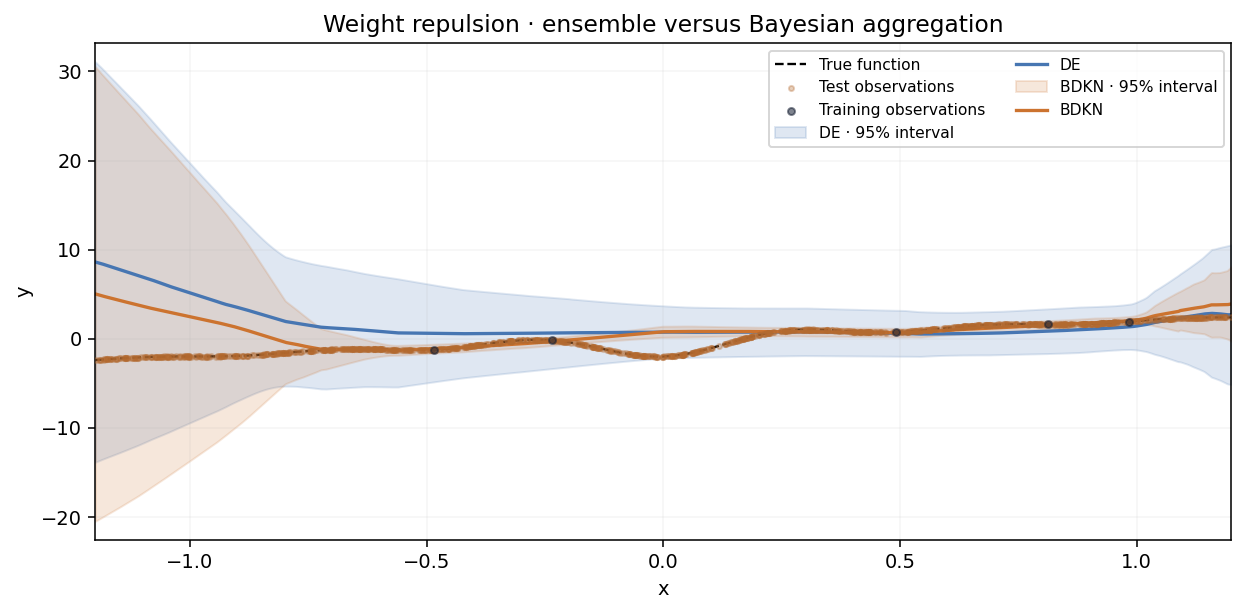 Weight repulsion · ensemble versus Bayesian aggregation
True function
Test observations
Training observations
DE · 95% interval
DE
BDKN · 95% interval
BDKN
y
30
20
10
0
−10
−20
−1.0
−0.5
0.0
0.5
1.0
x